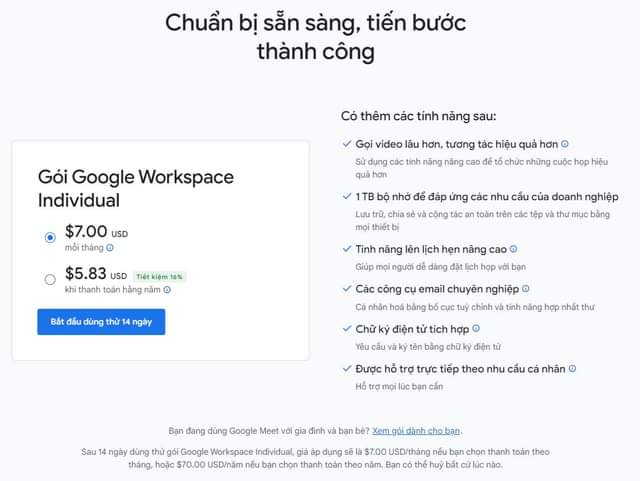 Chuẩn bị sẵn sàng, tiến bước
thành công
Gói Google Workspace
Individual
$7.00 USD
mỗi tháng
$5.83 USD Tiết kiệm 16%
khi thanh toán hằng năm
Bắt đầu dùng thử 14 ngày
Có thêm các tính năng sau:
Gọi video lâu hơn, tương tác hiệu quả hơn
Sử dụng các tính năng nâng cao để tổ chức những cuộc họp hiệu
quả hơn
1 TB bộ nhớ để đáp ứng các nhu cầu của doanh nghiệp
Lưu trữ, chia sẻ và cộng tác an toàn trên các tệp và thư mục bằng
mọi thiết bị
Tính năng lên lịch hẹn nâng cao
Giúp mọi người dễ dàng đặt lịch họp với bạn
Các công cụ email chuyên nghiệp
Cá nhân hoá bằng bố cục tuỳ chỉnh và tính năng hợp nhất thư
Chữ ký điện tử tích hợp
Yêu cầu và ký tên bằng chữ ký điện tử
Được hỗ trợ trực tiếp theo nhu cầu cá nhân
Hỗ trợ mọi lúc bạn cần
Bạn đang dùng Google Meet với gia đình và bạn bè? Xem gói dành cho bạn.
Sau 14 ngày dùng thử gói Google Workspace Individual, giá áp dụng sẽ là $7.00 USD/tháng nếu bạn chọn thanh toán theo
tháng, hoặc $70.00 USD/năm nếu bạn chọn thanh toán theo năm. Bạn có thể huỷ bất cứ lúc nào.